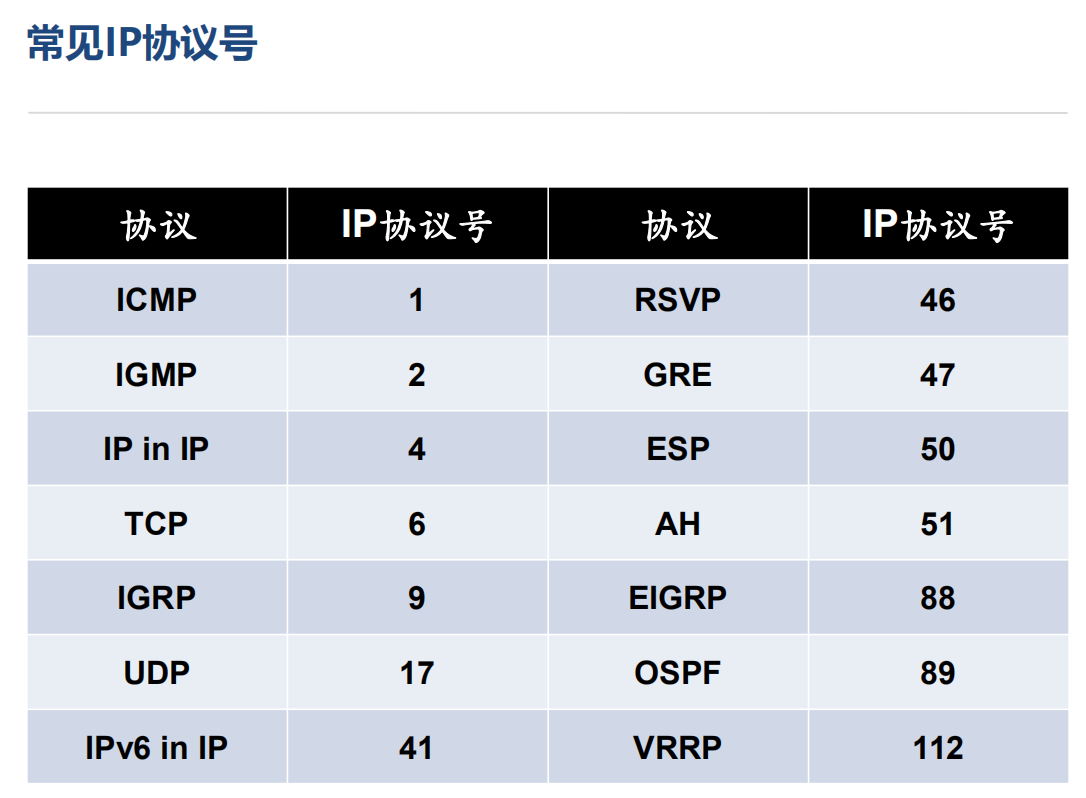 常见IP协议号
协议 IP协议号 协议 IP协议号
ICMP 1 RSVP 46
IGMP 2 GRE 47
IP in IP 4 ESP 50
TCP 6 AH 51
IGRP 9 EIGRP 88
UDP 17 OSPF 89
IPv6 in IP 41 VRRP 112